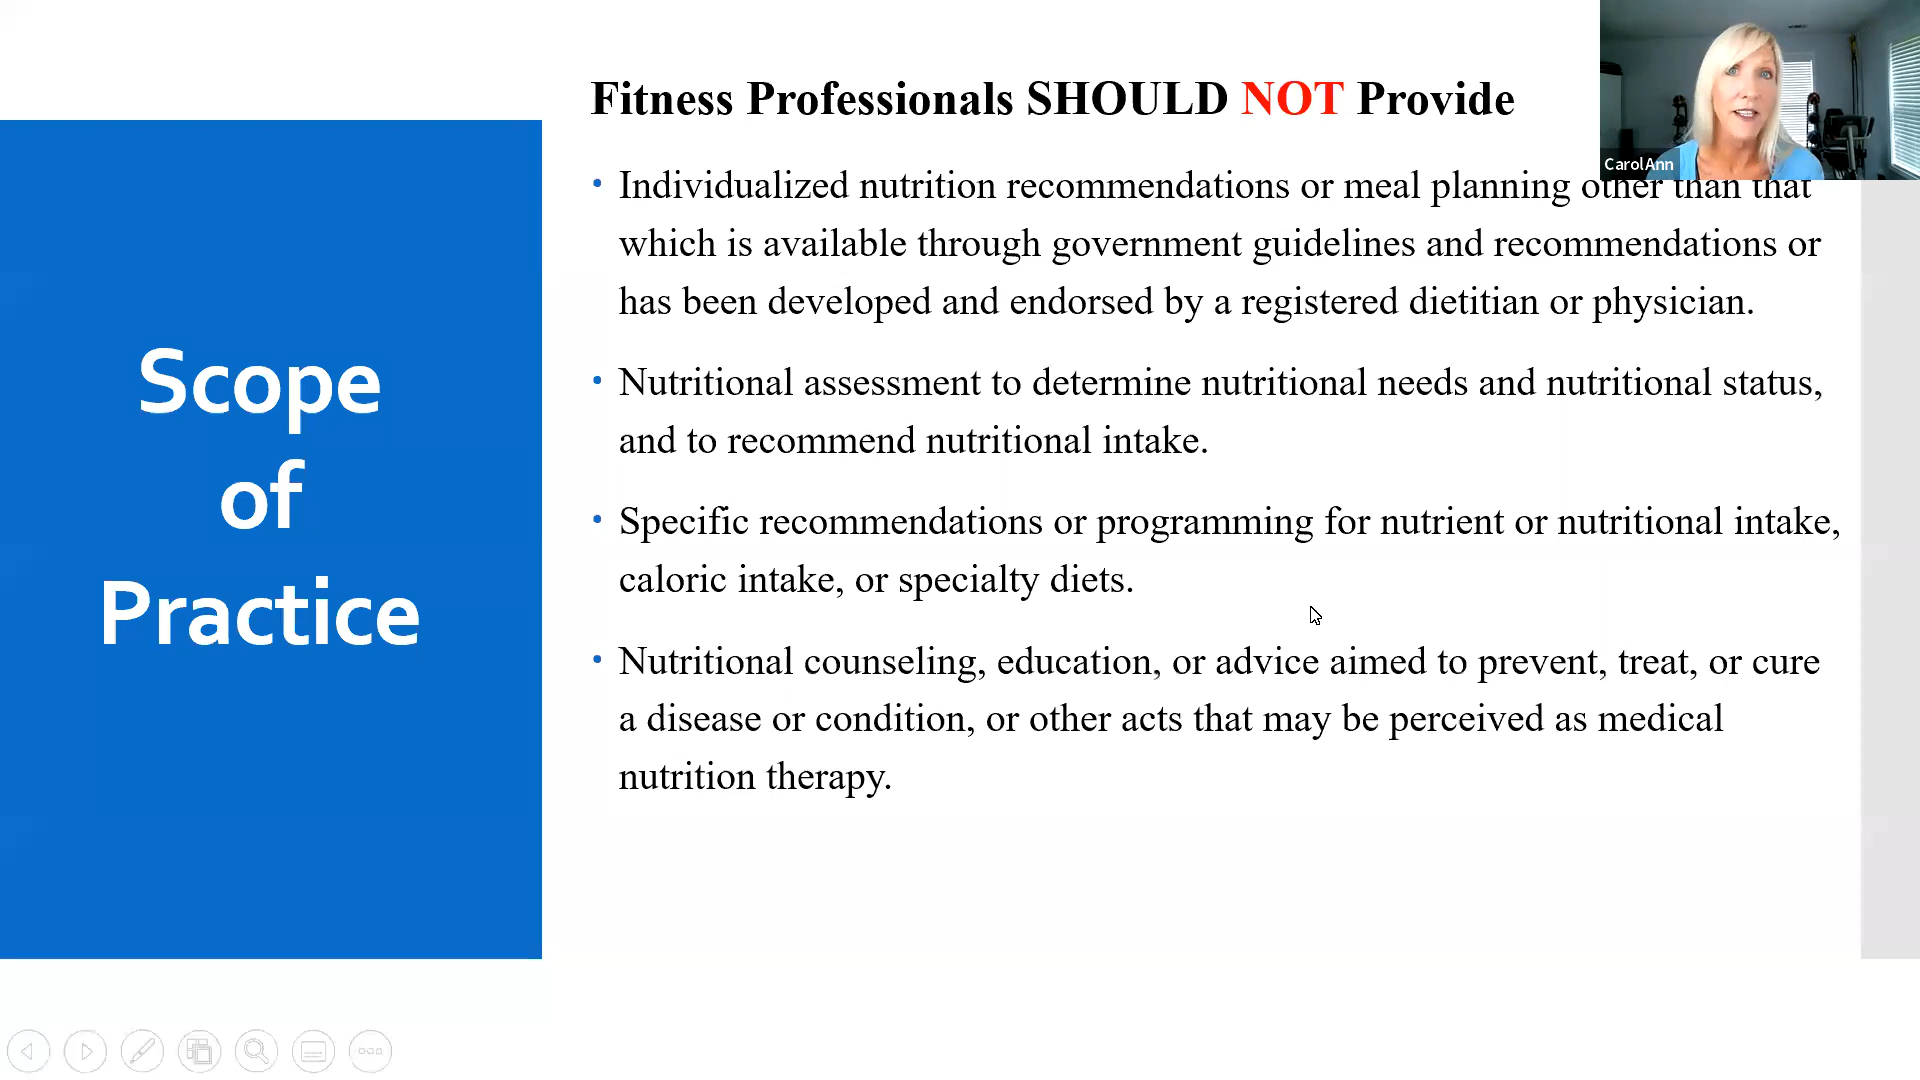 Fitness Professionals SHOULD NOT Provide
CarolAnn
Scope
of
Practice
• Individualized nutrition recommendations or meal planning other than that
which is available through government guidelines and recommendations or
has been developed and endorsed by a registered dietitian or physician.
• Nutritional assessment to determine nutritional needs and nutritional status,
and to recommend nutritional intake.
• Specific recommendations or programming for nutrient or nutritional intake,
caloric intake, or specialty diets.
• Nutritional counseling, education, or advice aimed to prevent, treat, or cure
a disease or condition, or other acts that may be perceived as medical
nutrition therapy.